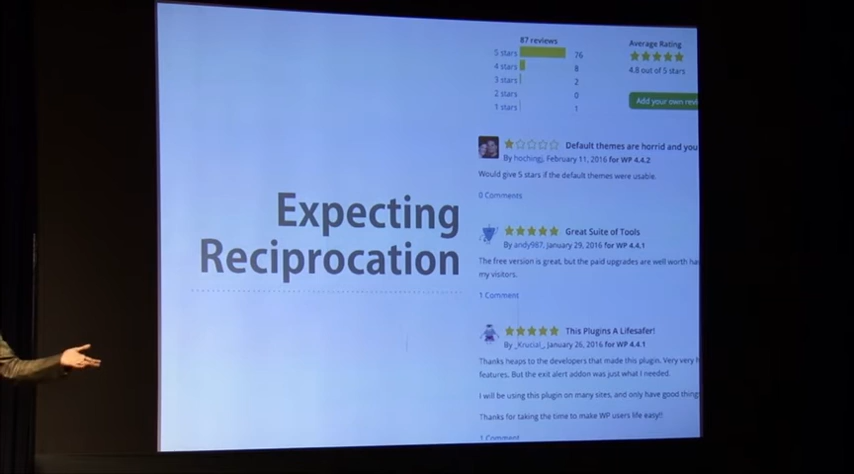 Expecting
Reciprocation
87 reviews
5 stars 76
4 stars 8
3 stars 2
2 stars 0
1 stars 1
Average Rating
4.8 out of 5 stars
Add your own revi
Default themes are horrid and you
By hochingj, February 11, 2016 for WP 4.4.2
Would give 5 stars if the default themes were usable.
0 Comments
Great Suite of Tools
By andy987, January 29, 2016 for WP 4.4.1
The free version is great, but the paid upgrades are well worth ha
my visitors.
1 Comment
This Plugins A Lifesafer!
By _Krucial_, January 26, 2016 for WP 4.4.1
Thanks heaps to the developers that made this plugin. Very very h
features. But the exit alert addon was just what I needed.
I will be using this plugin on many sites, and only have good thing
Thanks for taking the time to make WP users life easy!!
1 Comment